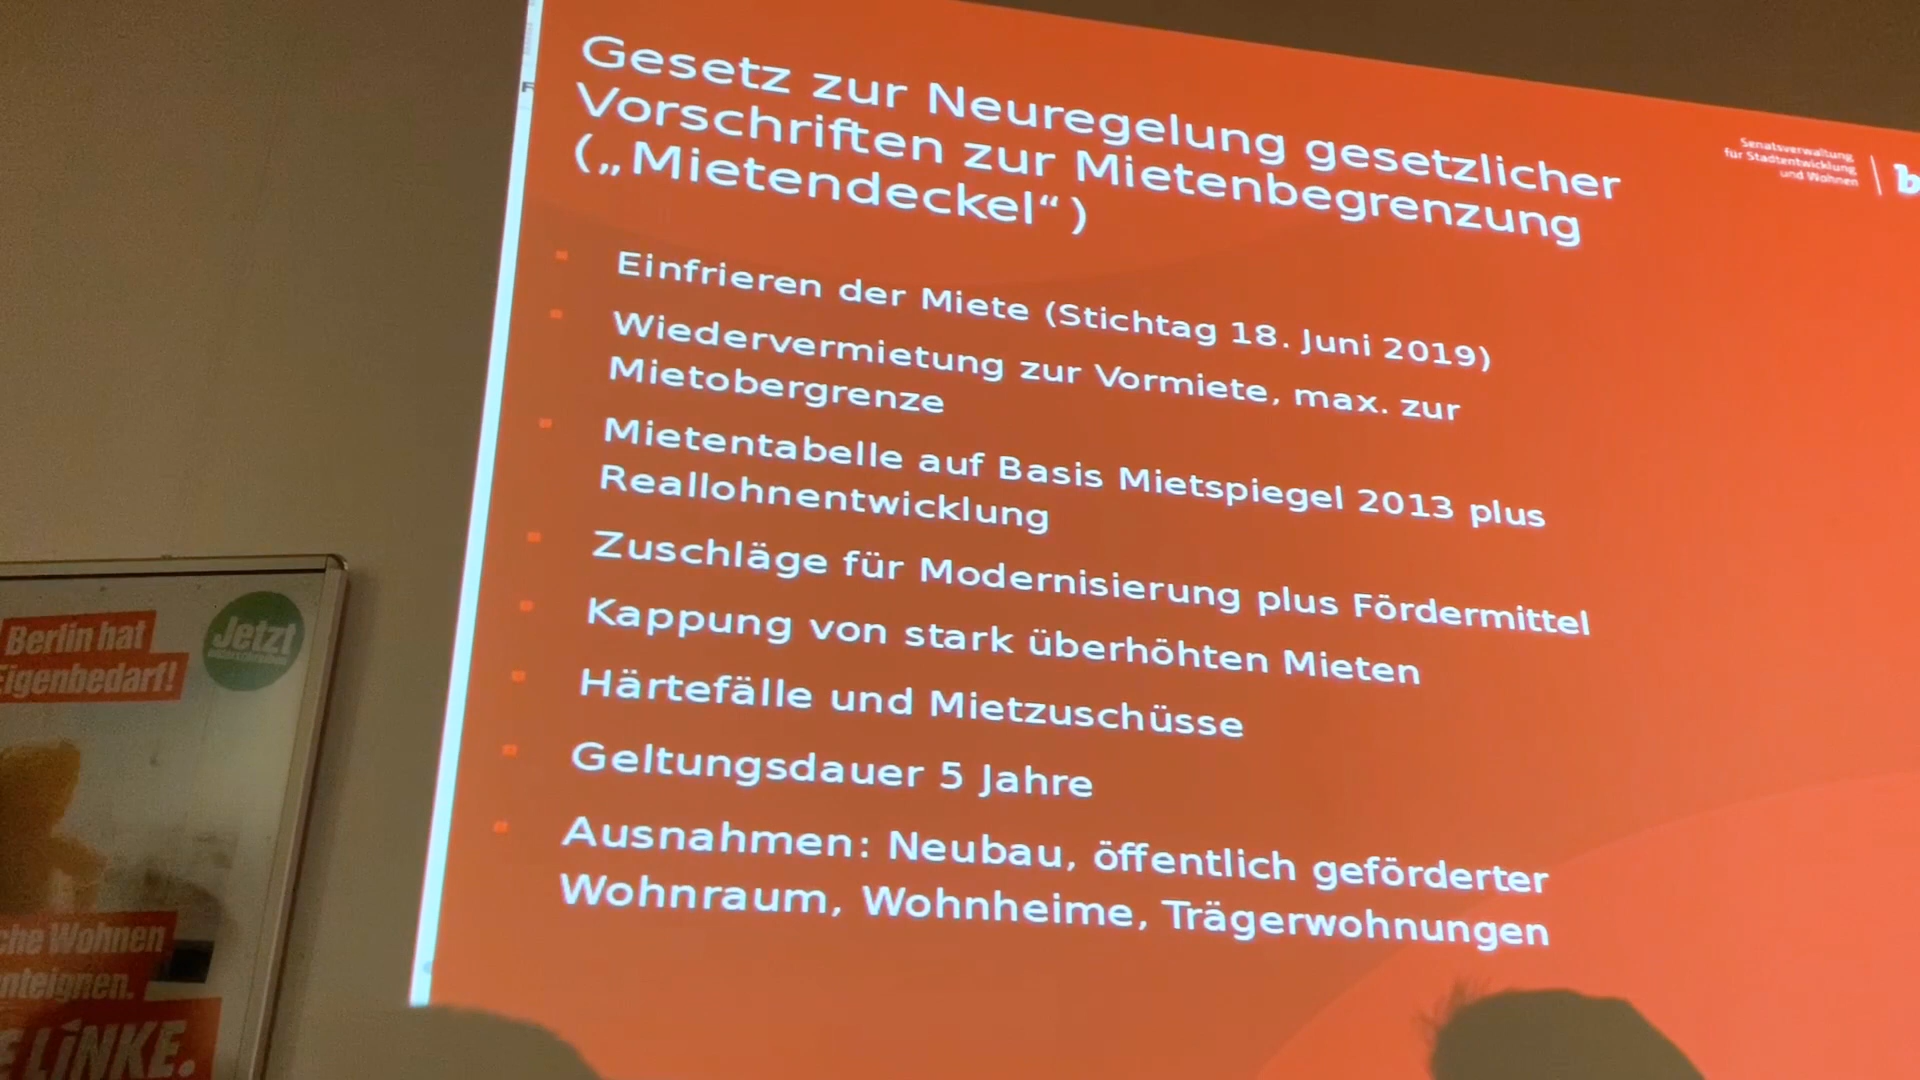 Gesetz zur Neuregelung gesetzlicher
Vorschriften zur Mietenbegrenzung
(„Mietendeckel“)
Senatsverwaltung
für Stadtentwicklung
und Wohnen
Einfrieren der Miete (Stichtag 18. Juni 2019)
Wiedervermietung zur Vormiete, max. zur
Mietobergrenze
Mietentabelle auf Basis Mietspiegel 2013 plus
Reallohnentwicklung
Zuschläge für Modernisierung plus Fördermittel
Kappung von stark überhöhten Mieten
Härtefälle und Mietzuschüsse
Geltungsdauer 5 Jahre
Ausnahmen: Neubau, öffentlich geförderter
Wohnraum, Wohnheime, Trägerwohnungen
Berlin hat
Eigenbedarf!
Jetzt
che Wohnen
nteignen.
E LINKE.